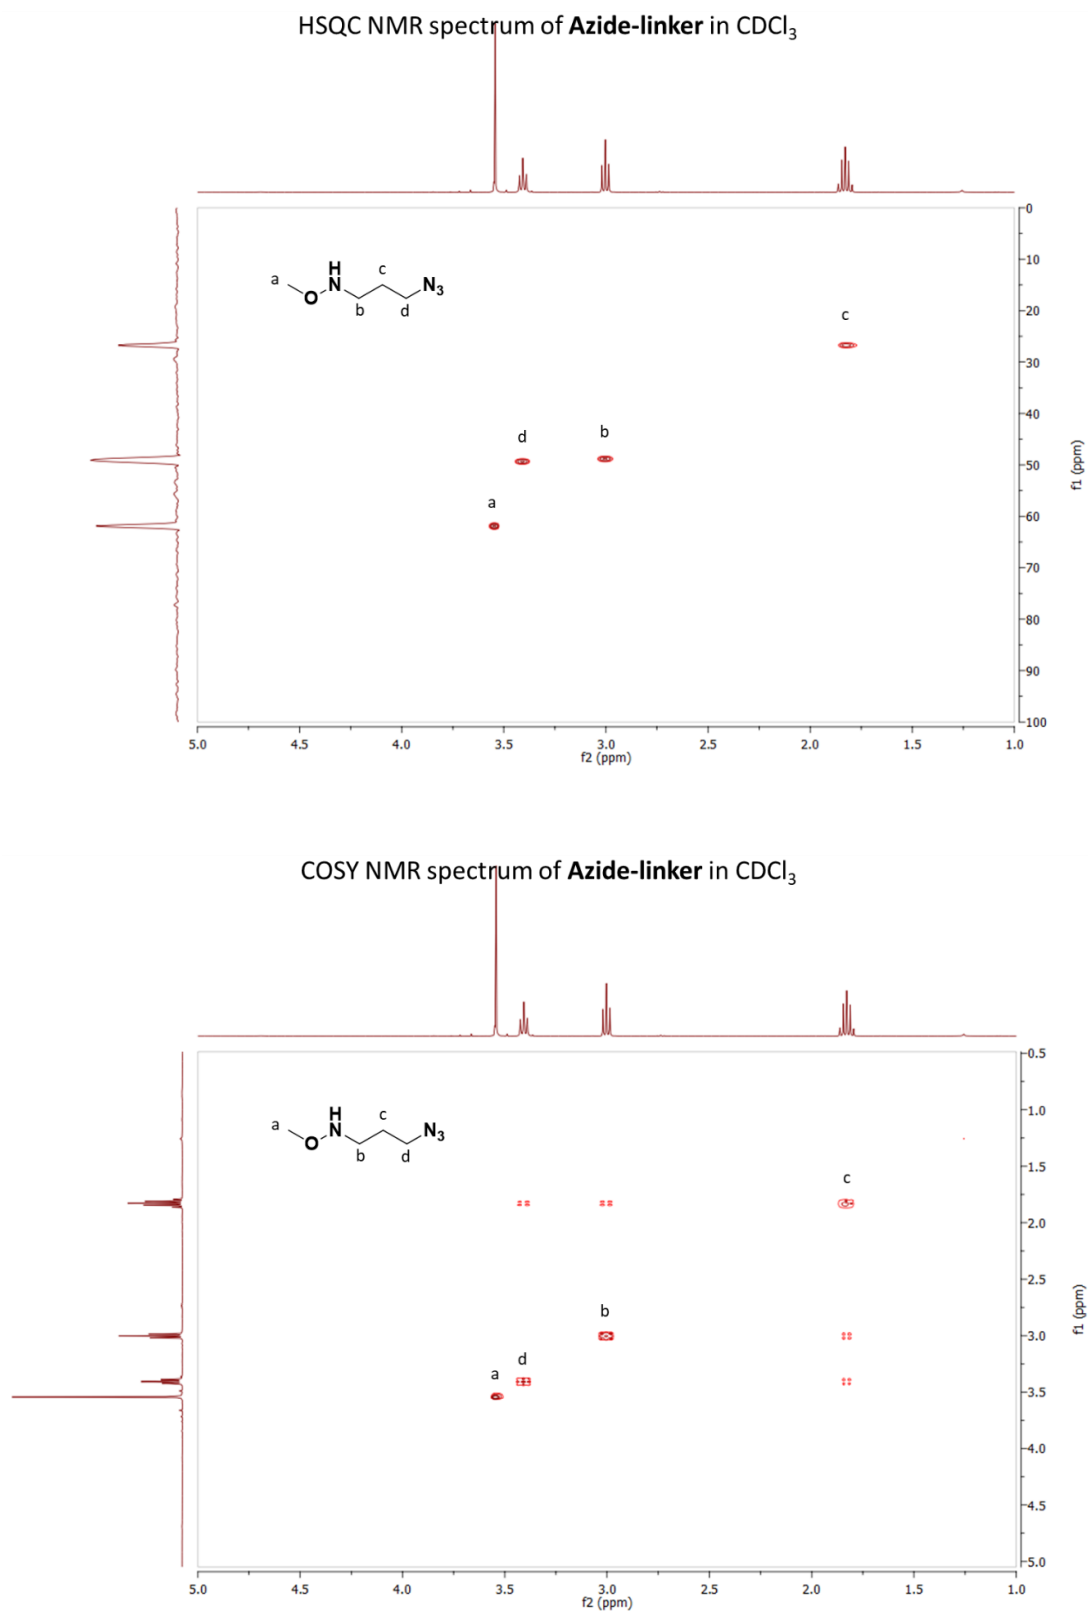 HSQC NMR spectrum of Azide-linker in CDCl3
0
10
H
a
c
N
N3
O
20
b
d
c
30
40
d
b
50
a
60
70
80
90
100
f1 (ppm)
5.0 4.5 4.0 3.5 3.0 2.5 2.0 1.5 1.0
f2 (ppm)
COSY NMR spectrum of Azide-linker in CDCl3
0.5
1.0
H
a
c
N
N3
O
b
d
1.5
c
2.0
2.5
b
3.0
d
a
3.5
4.0
4.5
5.0
f1 (ppm)
5.0 4.5 4.0 3.5 3.0 2.5 2.0 1.5 1.0
f2 (ppm)